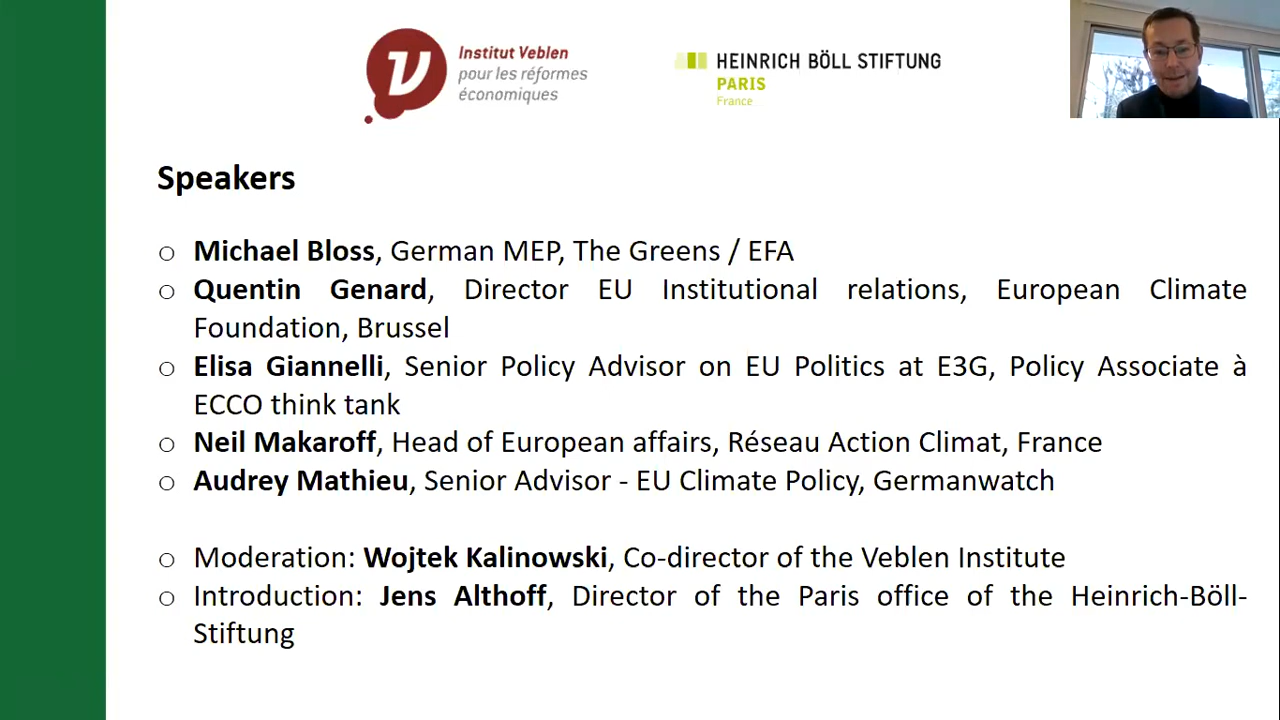 Institut Veblen
pour les réformes
économiques
HEINRICH BÖLL STIFTUNG
PARIS
France
Speakers
○ Michael Bloss, German MEP, The Greens / EFA
○ Quentin Genard, Director EU Institutional relations, European Climate
Foundation, Brussel
○ Elisa Giannelli, Senior Policy Advisor on EU Politics at E3G, Policy Associate à
ECCO think tank
○ Neil Makaroff, Head of European affairs, Réseau Action Climat, France
○ Audrey Mathieu, Senior Advisor - EU Climate Policy, Germanwatch
○ Moderation: Wojtek Kalinowski, Co-director of the Veblen Institute
○ Introduction: Jens Althoff, Director of the Paris office of the Heinrich-Böll-
Stiftung